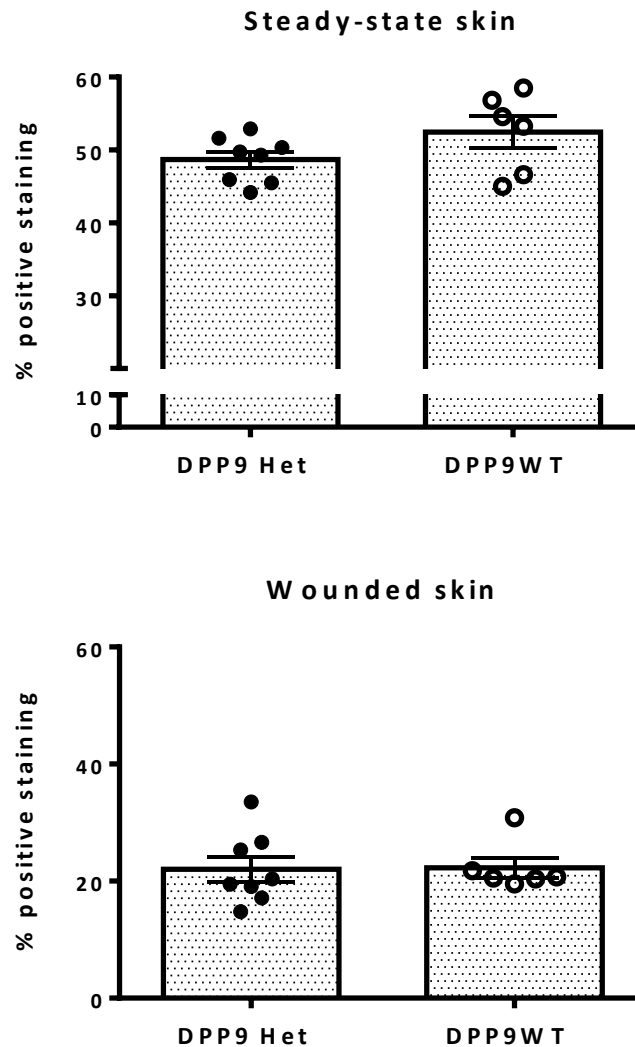 Steady-state skin
% positive staining
60
50
40
30
10
0
DPP9 Het
DPP9WT
Wounded skin
% positive staining
60
40
20
0
DPP9 Het
DPP9WT